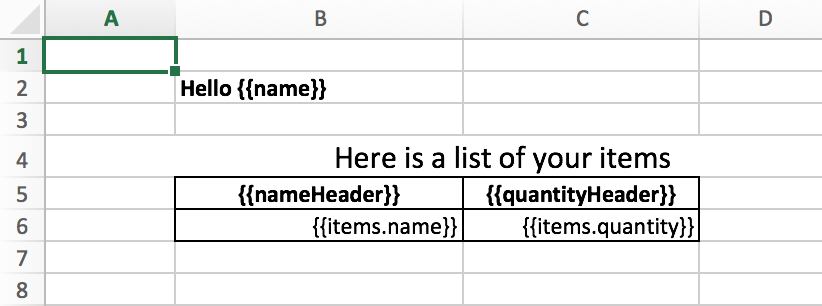 A B C D
1
2 Hello {{name}}
3
4 Here is a list of your items
5 {{nameHeader}} {{quantityHeader}}
6 {{items.name}} {{items.quantity}}
7
8